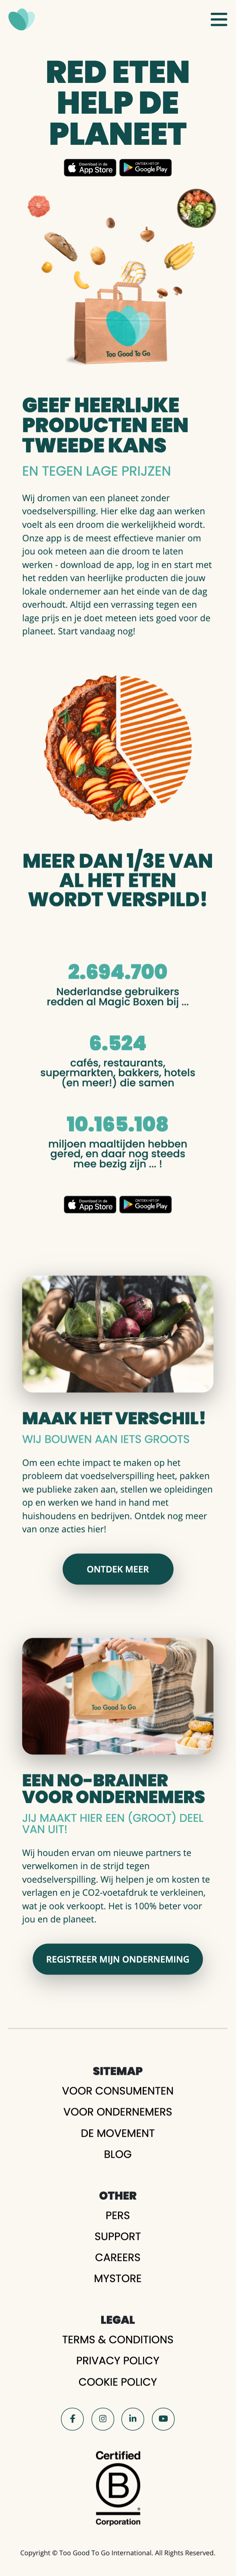 RED ETEN
HELP DE
PLANEET
Download in de
App Store
ONTDEK HET OP
Google Play
Too Good To Go
GEEF HEERLIJKE
PRODUCTEN EEN
TWEEDE KANS
EN TEGEN LAGE PRIJZEN
Wij dromen van een planeet zonder
voedselverspilling. Hier elke dag aan werken
voelt als een droom die werkelijkheid wordt.
Onze app is de meest effectieve manier om
jou ook meteen aan die droom te laten
werken - download de app, log in en start met
het redden van heerlijke producten die jouw
lokale ondernemer aan het einde van de dag
overhoudt. Altijd een verrassing tegen een
lage prijs en je doet meteen iets goed voor de
planeet. Start vandaag nog!
MEER DAN 1/3E VAN
AL HET ETEN
WORDT VERSPILD!
2.694.700
Nederlandse gebruikers
redden al Magic Boxen bij ...
6.524
cafés, restaurants,
supermarkten, bakkers, hotels
(en meer!) die samen
10.165.108
miljoen maaltijden hebben
gered, en daar nog steeds
mee bezig zijn ... !
Download in de
App Store
ONTDEK HET OP
Google Play
MAAK HET VERSCHIL!
WIJ BOUWEN AAN IETS GROOTS
Om een echte impact te maken op het
probleem dat voedselverspilling heet, pakken
we publieke zaken aan, stellen we opleidingen
op en werken we hand in hand met
huishoudens en bedrijven. Ontdek nog meer
van onze acties hier!
ONTDEK MEER
Too Good To Go
EEN NO-BRAINER
VOOR ONDERNEMERS
JIJ MAAKT HIER EEN (GROOT) DEEL
VAN UIT!
Wij houden ervan om nieuwe partners te
verwelkomen in de strijd tegen
voedselverspilling. Wij helpen je om kosten te
verlagen en je CO2-voetafdruk te verkleinen,
wat je ook verkoopt. Het is 100% beter voor
jou en de planeet.
REGISTREER MIJN ONDERNEMING
SITEMAP
VOOR CONSUMENTEN
VOOR ONDERNEMERS
DE MOVEMENT
BLOG
OTHER
PERS
SUPPORT
CAREERS
MYSTORE
LEGAL
TERMS & CONDITIONS
PRIVACY POLICY
COOKIE POLICY
Certified
B
®
Corporation
Copyright © Too Good To Go International. All Rights Reserved.